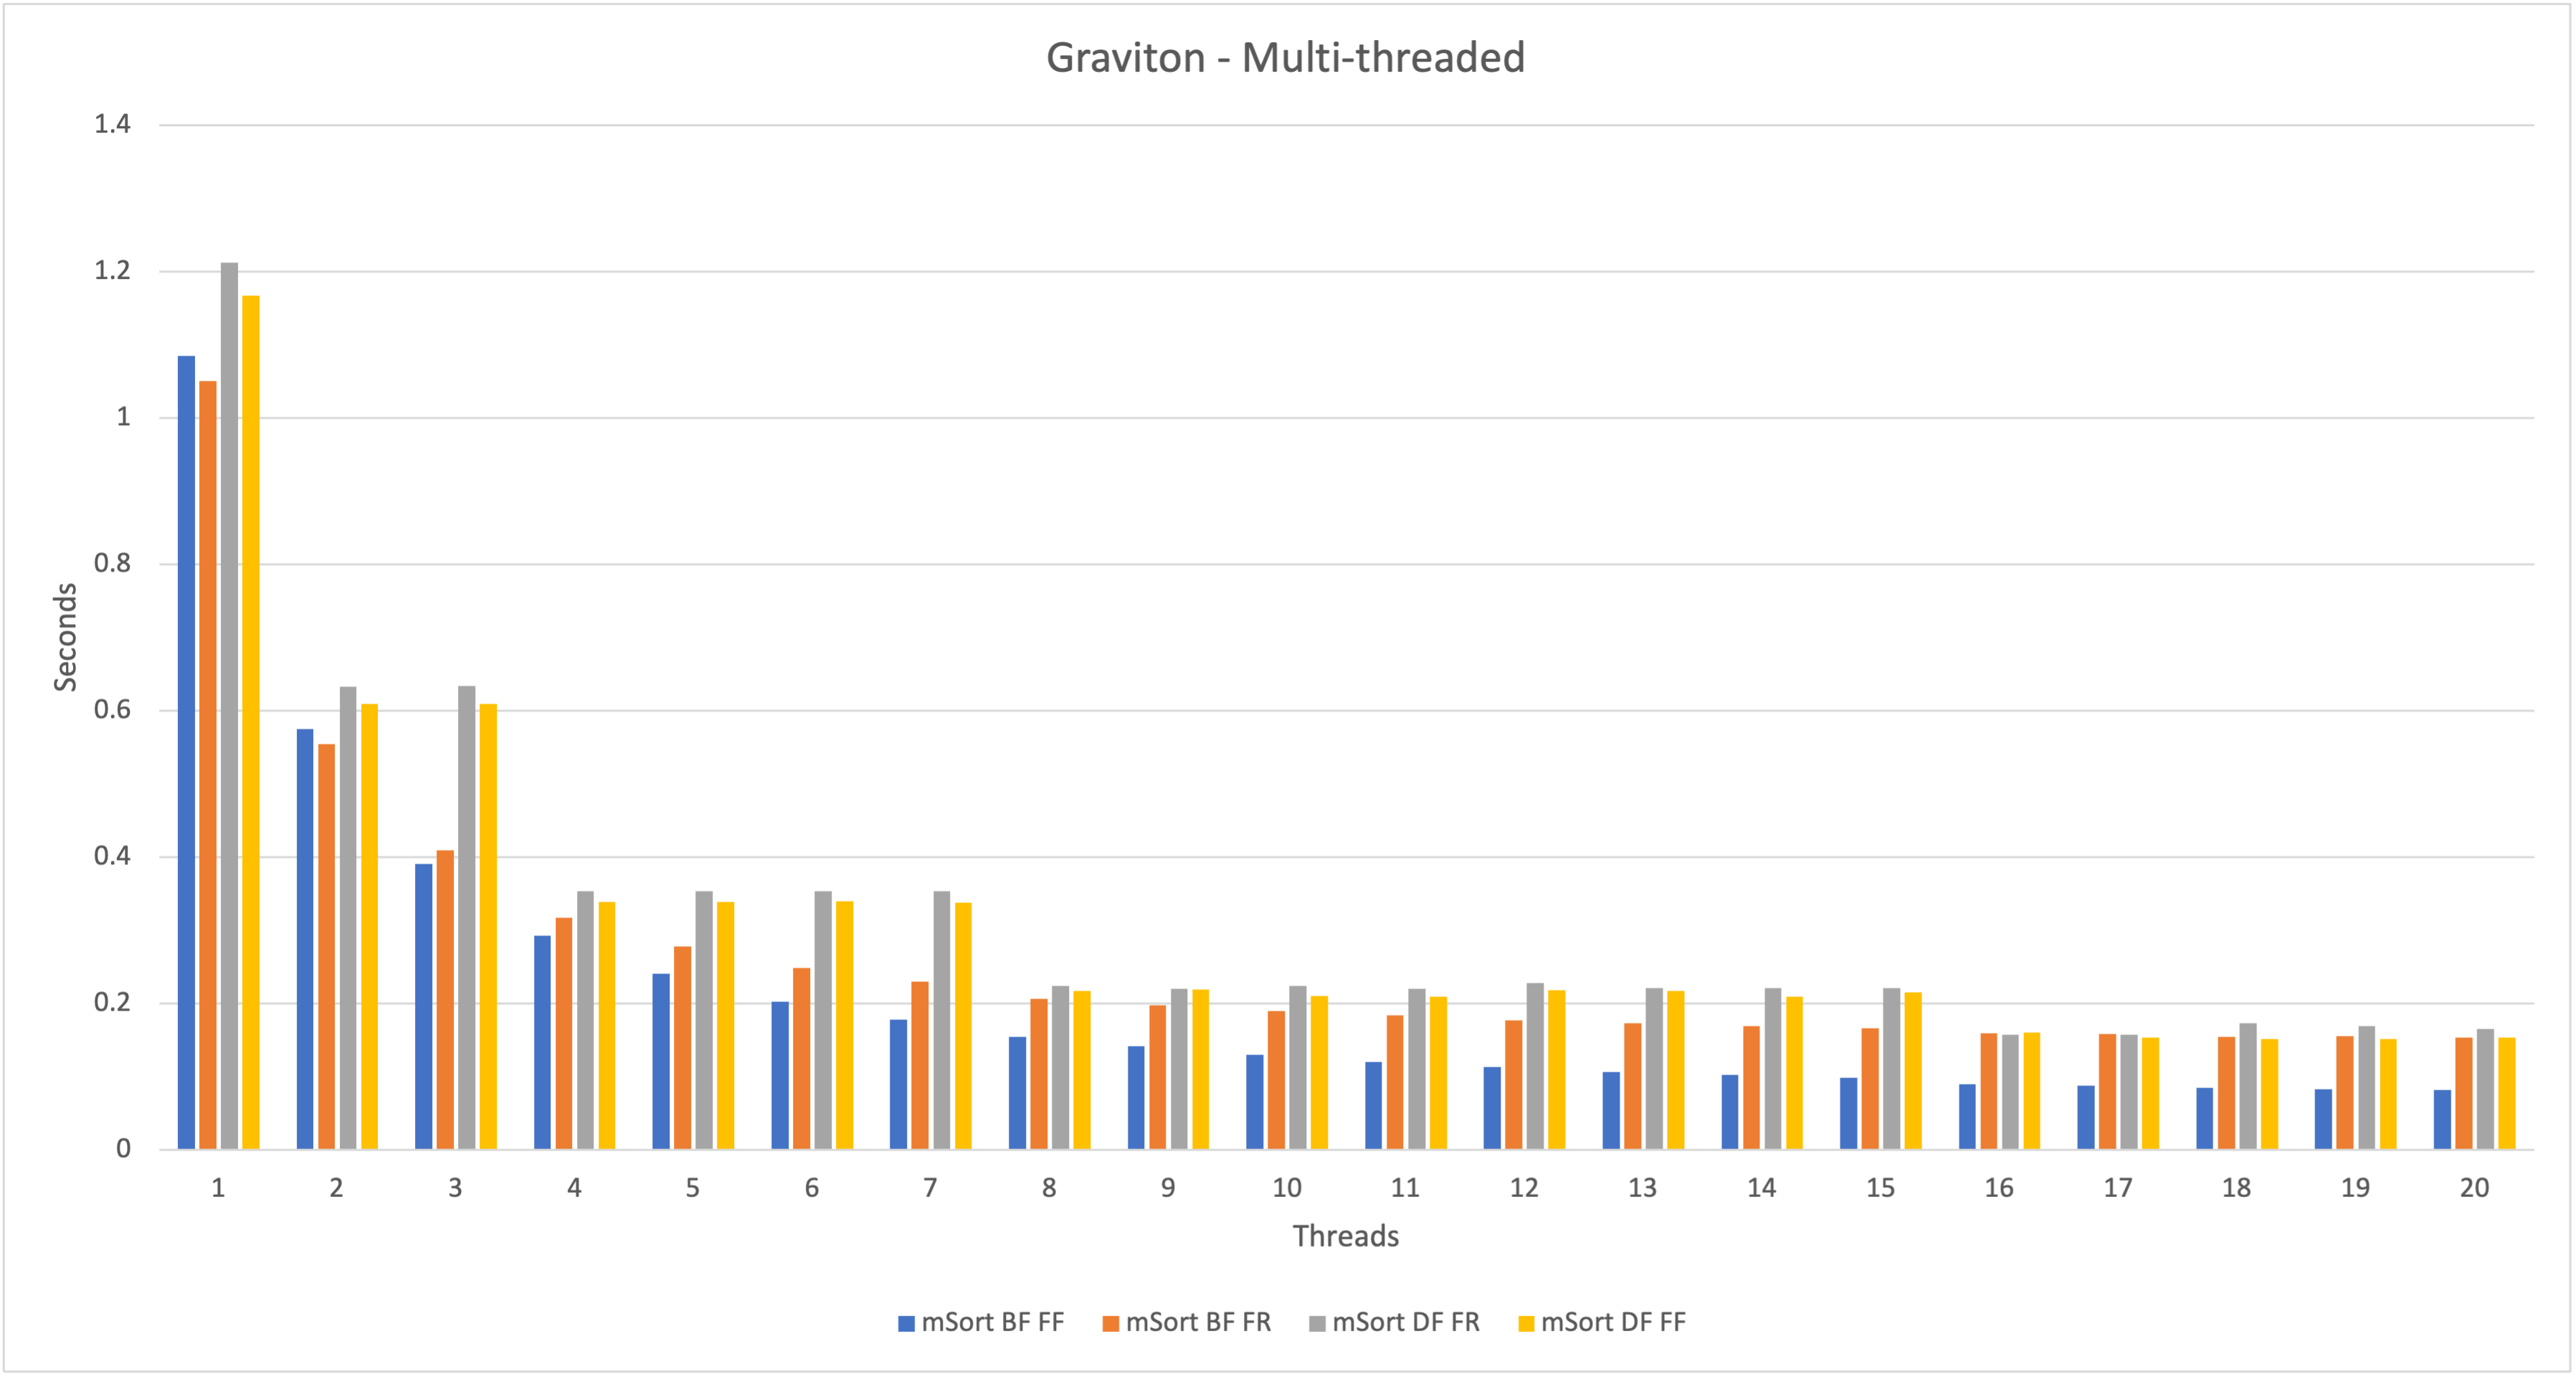 Graviton - Multi-threaded
1.4
1.2
1
0.8
0.6
0.4
0.2
0
Seconds
1 2 3 4 5 6 7 8 9 10 11 12 13 14 15 16 17 18 19 20
Threads
mSort BF FF mSort BF FR mSort DF FR mSort DF FF